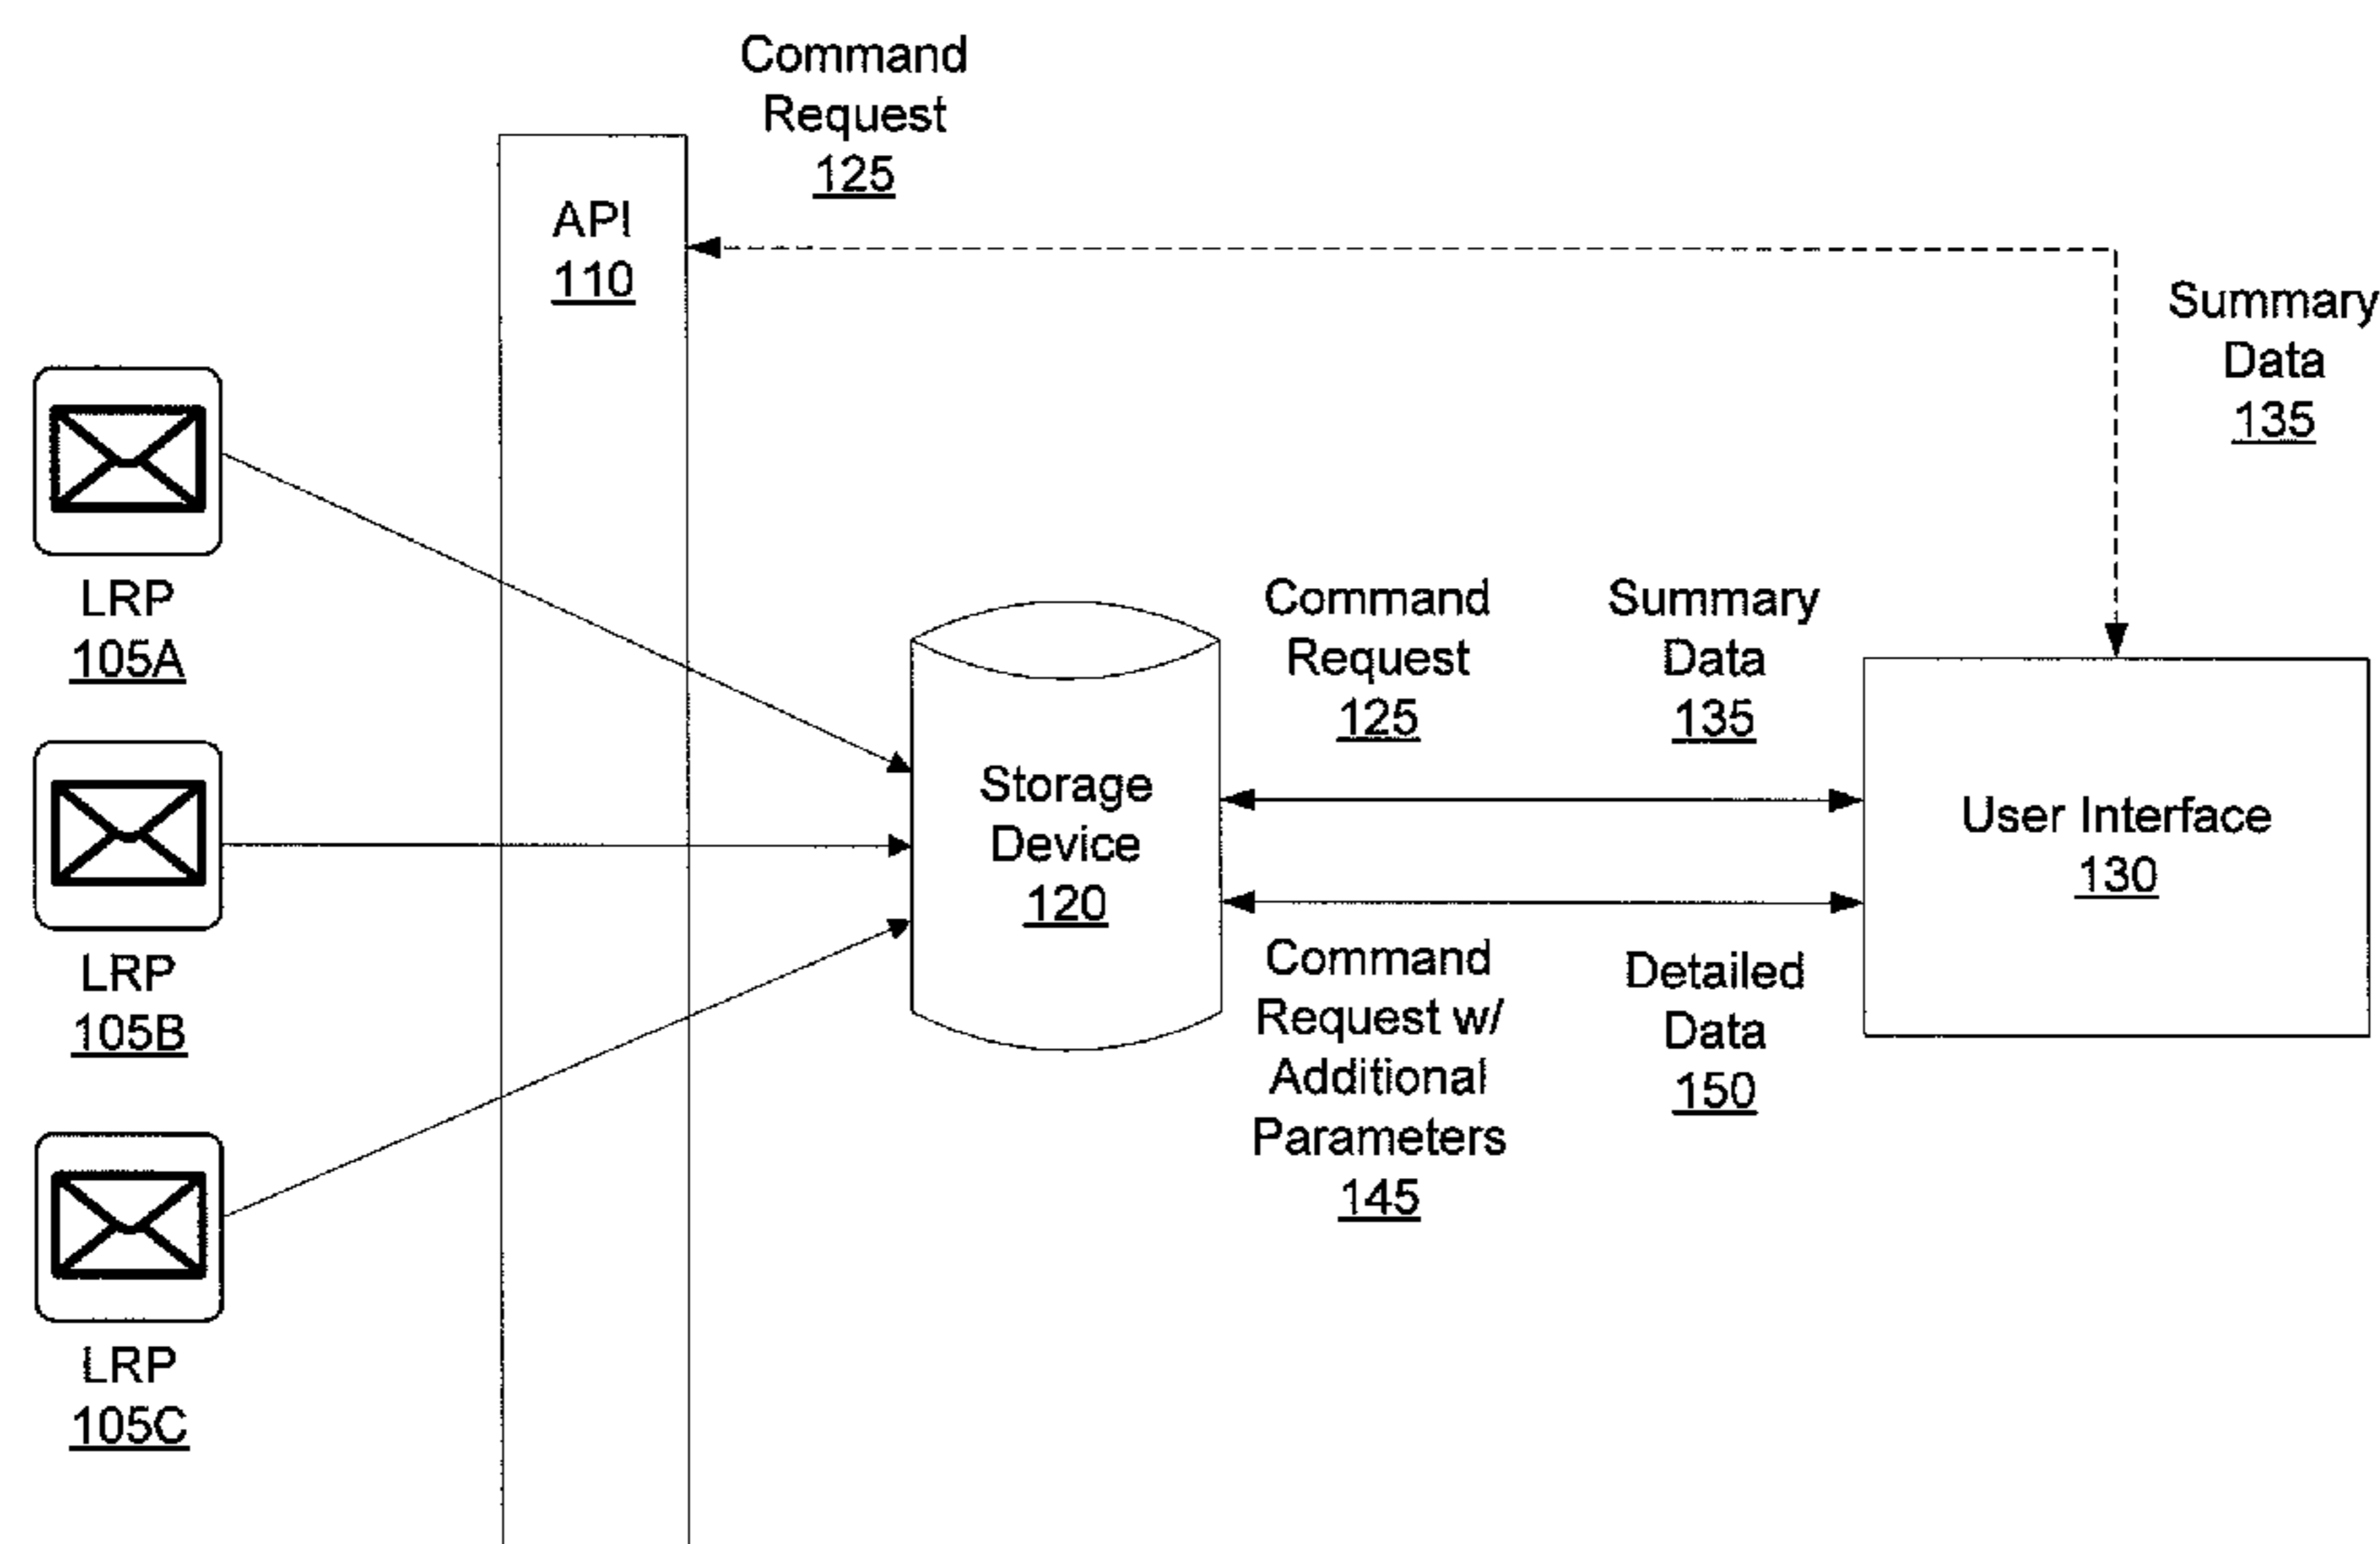 Command
Request
125
API
110
Summary
Data
135
LRP
105A
LRP
105B
LRP
105C
Storage
Device
120
Command
Request
125
Summary
Data
135
Command
Request w/
Additional
Parameters
145
Detailed
Data
150
User Interface
130